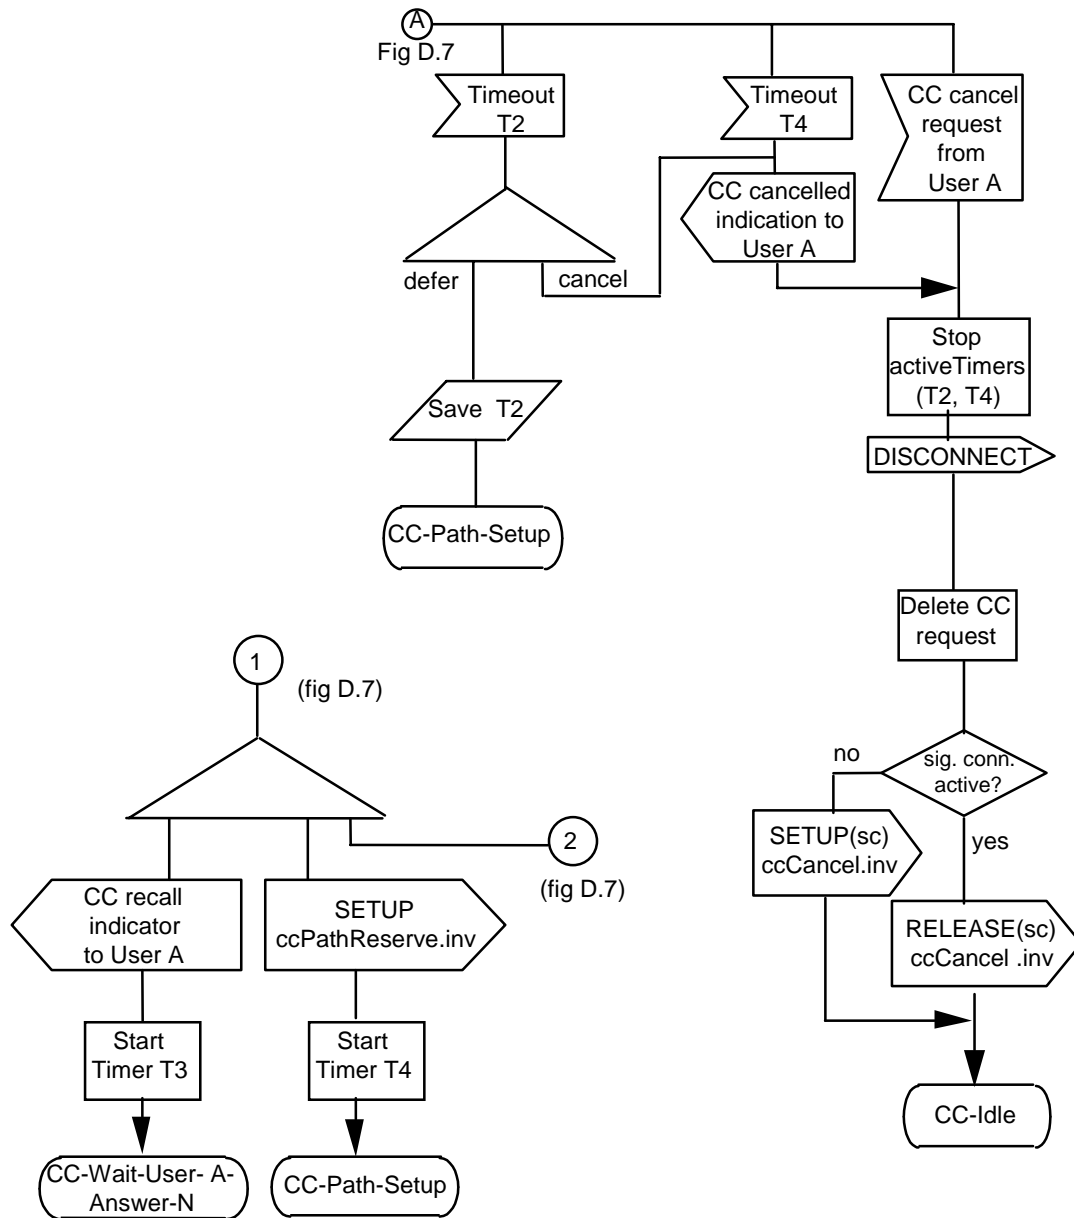 A
Fig D.7
Timeout
T2
Timeout
T4
CC cancel
request
from
User A
CC cancelled
indication to
User A
defer
cancel
Stop
activeTimers
(T2, T4)
Save T2
DISCONNECT
CC-Path-Setup
Delete CC
request
1
(fig D.7)
no
sig. conn.
active?
yes
SETUP(sc)
ccCancel.inv
2
(fig D.7)
CC recall
indicator
to User A
SETUP
ccPathReserve.inv
RELEASE(sc)
ccCancel .inv
Start
Timer T3
Start
Timer T4
CC-Idle
CC-Wait-User- A-
Answer-N
CC-Path-Setup